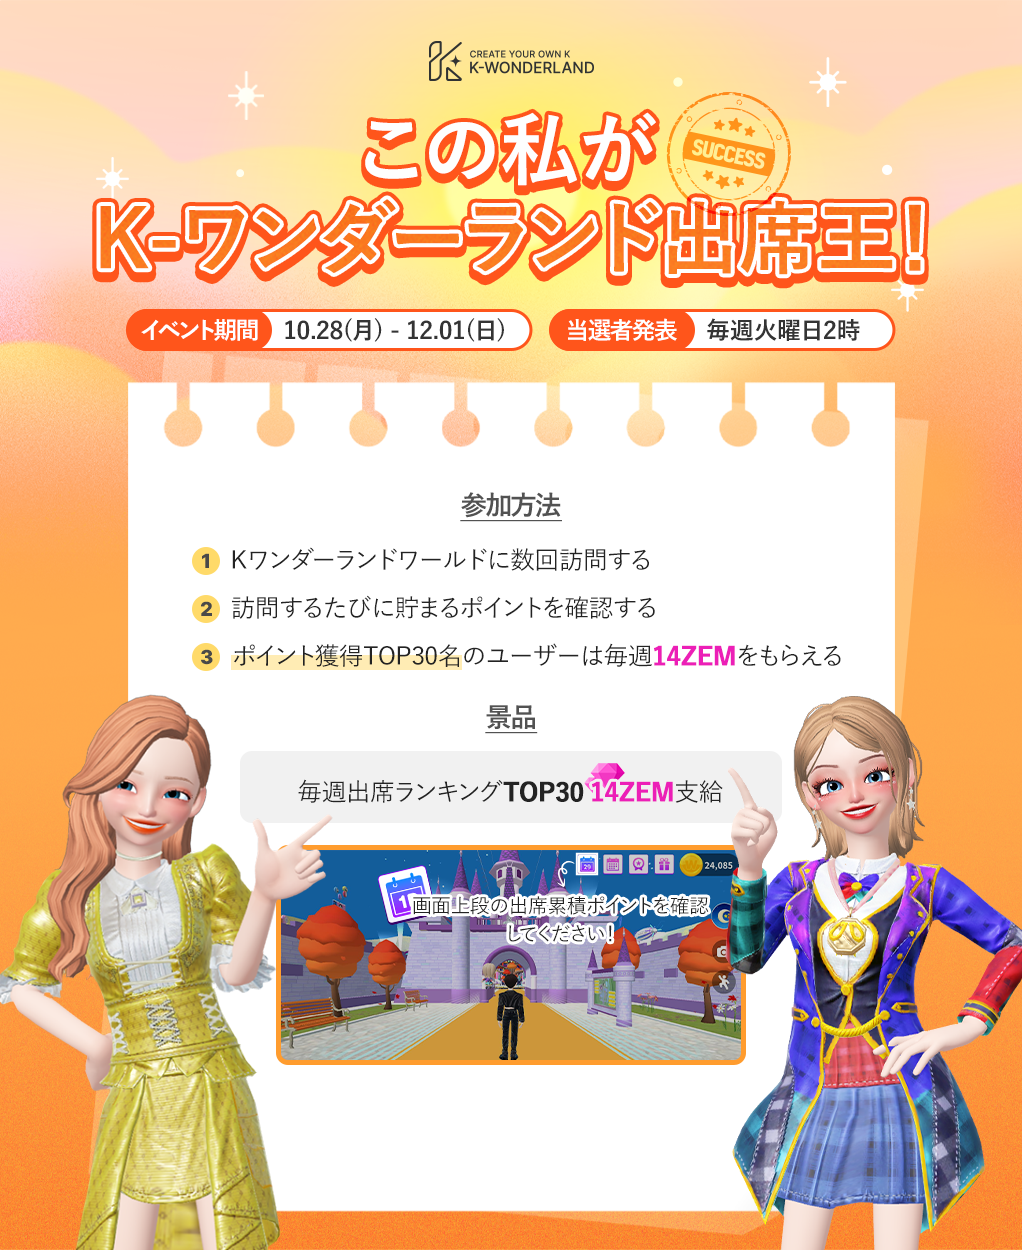 CREATE YOUR OWN K
K-WONDERLAND
この私が
SUCCESS
K-ワンダーランド出席王!
イベント期間 10.28(月) - 12.01(日)
当選者発表 毎週火曜日2時
参加方法
1 Kワンダーランドワールドに数回訪問する
2 訪問するたびに貯まるポイントを確認する
3 ポイント獲得TOP30名のユーザーは毎週14ZEMをもらえる
景品
毎週出席ランキングTOP30 14ZEM支給
24,085
画面上段の出席累積ポイントを確認
してください!